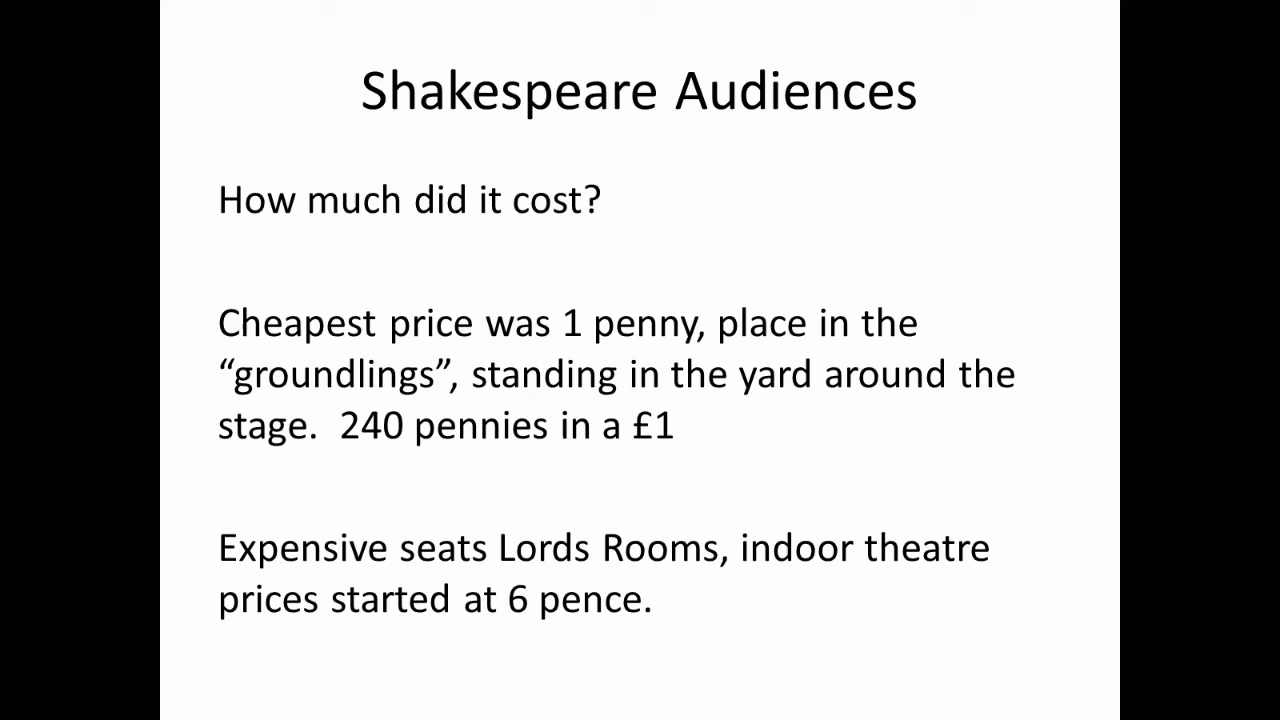 Shakespeare Audiences
How much did it cost?
Cheapest price was 1 penny, place in the
“groundlings”, standing in the yard around the
stage.  240 pennies in a £1
Expensive seats Lords Rooms, indoor theatre
prices started at 6 pence.